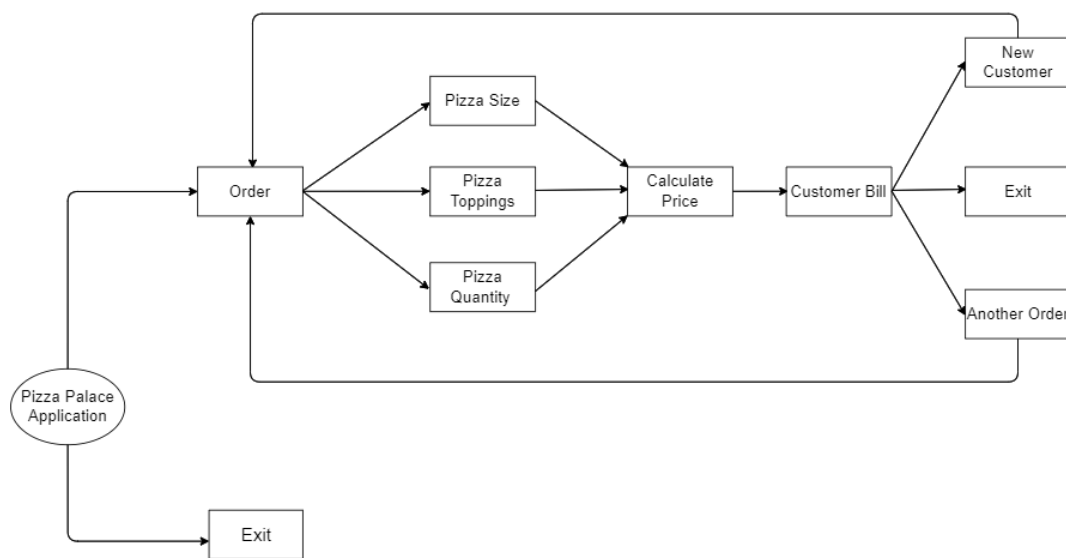 New
Customer
Pizza Size
Order
Pizza
Toppings
Calculate
Price
Customer Bill
Exit
Pizza
Quantity
Another Order
Pizza Palace
Application
Exit